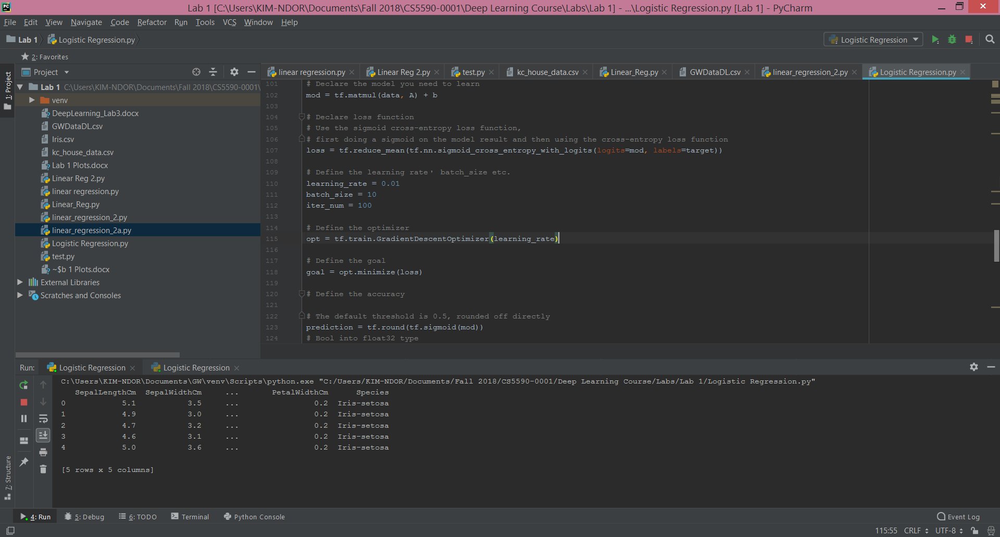 Lab 1 [C:\Users\KIM-NDOR\Documents\Fall 2018\CS5590-0001\Deep Learning Course\Labs\Lab 1] - ...\Logistic Regression.py [Lab 1] - PyCharm
File Edit View Navigate Code Refactor Run Tools VCS Window Help
Lab 1 Logistic Regression.py
Logistic Regression
2: Favorites
1: Project
Project
linear regression.py Linear Reg 2.py test.py kc_house_data.csv Linear_Reg.py GWDataDL.csv linear_regression_2.py Logistic Regression.py
Lab 1 C:\Users\KIM-NDOR\Documents\Fall 2018\CS5590-0001\
venv
DeepLearning_Lab3.docx
GWDataDL.csv
Iris.csv
kc_house_data.csv
Lab 1 Plots.docx
Linear Reg 2.py
linear regression.py
Linear_Reg.py
linear_regression_2.py
linear_regression_2a.py
Logistic Regression.py
test.py
~$b 1 Plots.docx
External Libraries
Scratches and Consoles
101 # Declare the model you need to learn
102 mod = tf.matmul(data, A) + b
103
104 # Declare loss function
105 # Use the sigmoid cross-entropy loss function,
106 # first doing a sigmoid on the model result and then using the cross-entropy loss function
107 loss = tf.reduce_mean(tf.nn.sigmoid_cross_entropy_with_logits(logits=mod, labels=target))
108
109 # Define the learning rate， batch_size etc.
110 learning_rate = 0.01
111 batch_size = 10
112 iter_num = 100
113
114 # Define the optimizer
115 opt = tf.train.GradientDescentOptimizer(learning_rate)
116
117 # Define the goal
118 goal = opt.minimize(loss)
119
120 # Define the accuracy
121
122 # The default threshold is 0.5, rounded off directly
123 prediction = tf.round(tf.sigmoid(mod))
124 # Bool into float32 type
Run: Logistic Regression Logistic Regression
C:\Users\KIM-NDOR\Documents\GW\venv\Scripts\python.exe "C:/Users/KIM-NDOR/Documents/Fall 2018/CS5590-0001/Deep Learning Course/Labs/Lab 1/Logistic Regression.py"
SepalLengthCm SepalWidthCm ... PetalWidthCm Species
0 5.1 3.5 ... 0.2 Iris-setosa
1 4.9 3.0 ... 0.2 Iris-setosa
2 4.7 3.2 ... 0.2 Iris-setosa
3 4.6 3.1 ... 0.2 Iris-setosa
4 5.0 3.6 ... 0.2 Iris-setosa
[5 rows x 5 columns]
7: Structure
4: Run 5: Debug 6: TODO Terminal Python Console Event Log
115:55 CRLF UTF-8